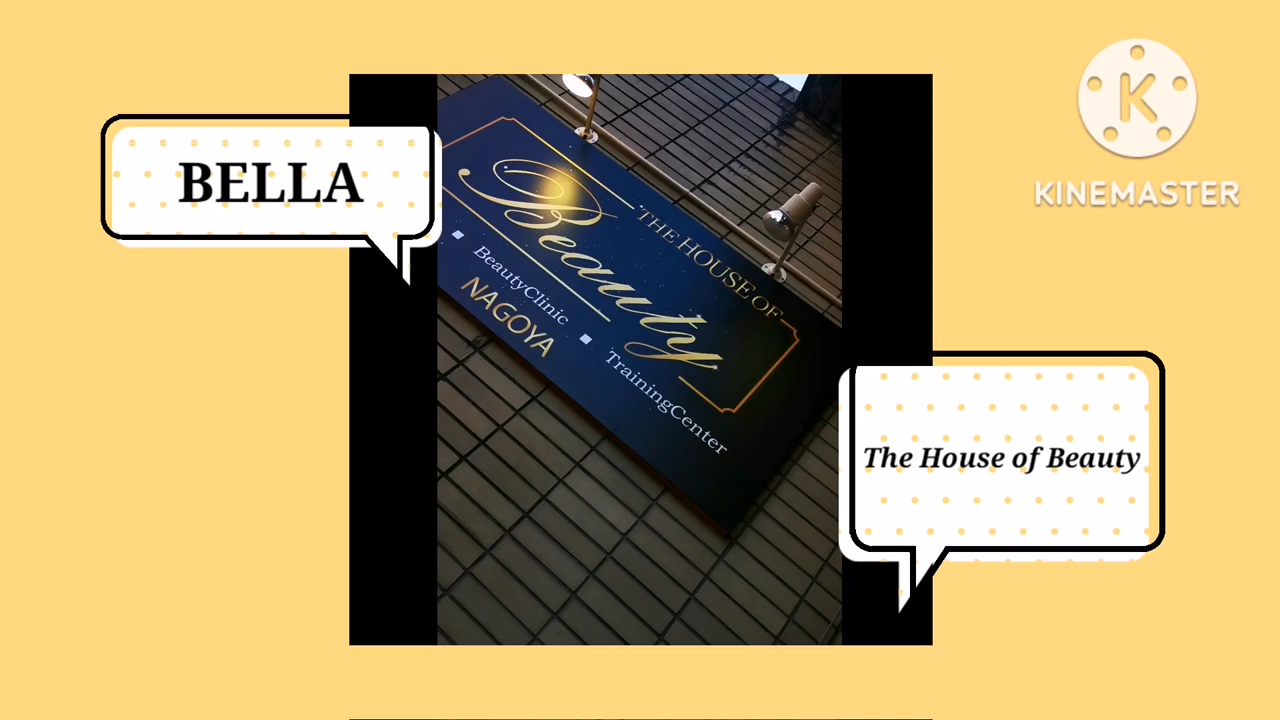 BELLA
K
KINEMASTER
THE HOUSE OF
Beauty
BeautyClinic
TrainingCenter
NAGOYA
The House of Beauty